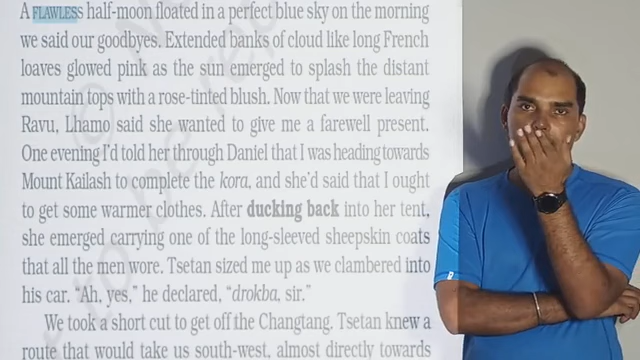 A FLAWLESS half-moon floated in a perfect blue sky on the morning
we said our goodbyes. Extended banks of cloud like long French
loaves glowed pink as the sun emerged to splash the distant
mountain tops with a rose-tinted blush. Now that we were leaving
Ravu, Lhamo said she wanted to give me a farewell present.
One evening I'd told her through Daniel that I was heading towards
Mount Kailash to complete the kora, and she'd said that I ought
to get some warmer clothes. After ducking back into her tent,
she emerged carrying one of the long-sleeved sheepskin coats
that all the men wore. Tsetan sized me up as we clambered into
his car. “Ah, yes,” he declared, “drokba, sir.”
We took a short cut to get off the Changtang. Tsetan knew a
route that would take us south-west, almost directly towards